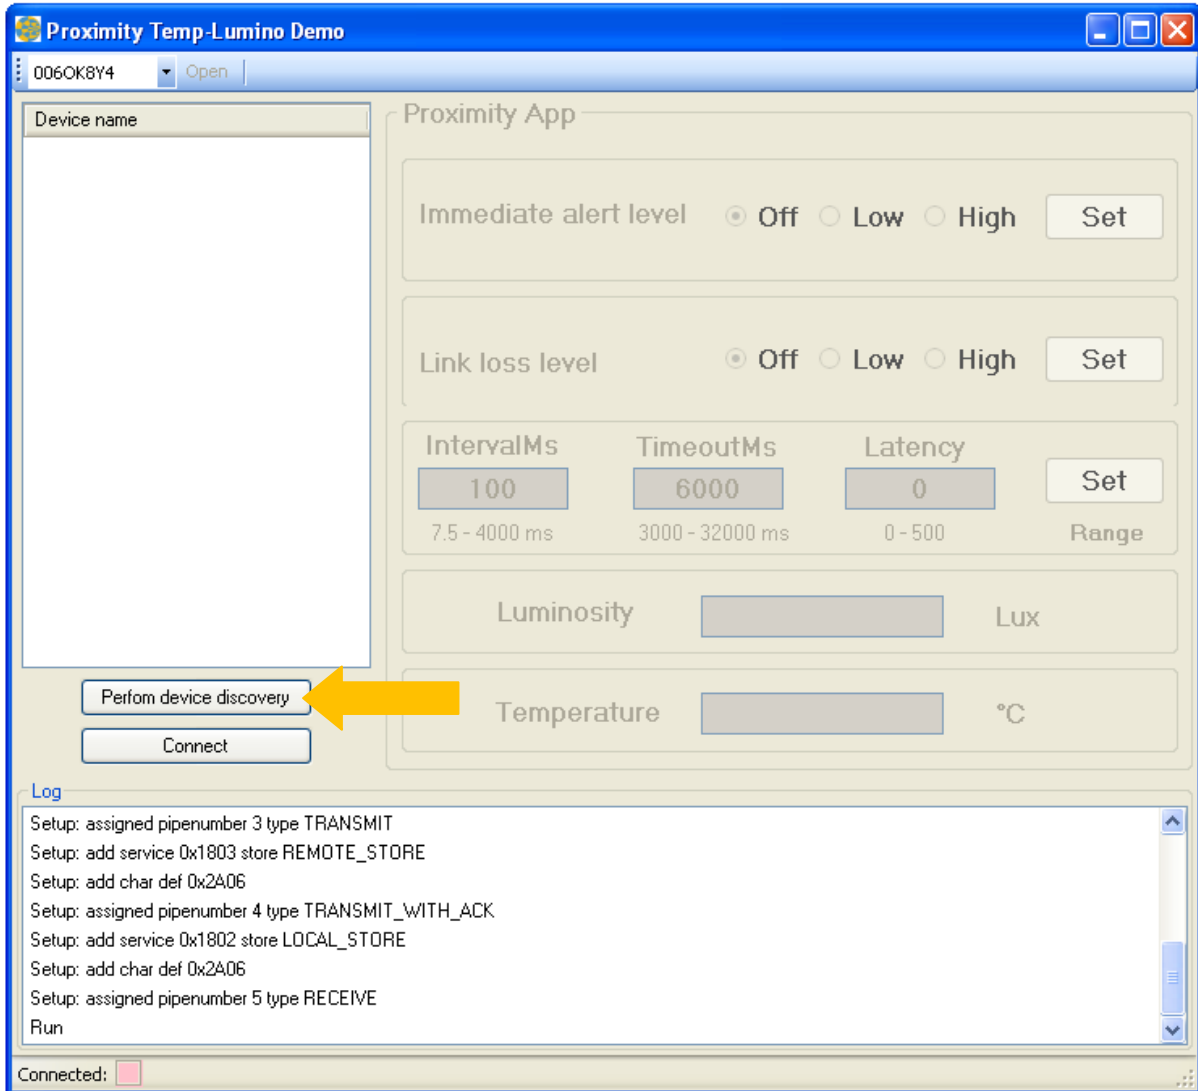 Proximity Temp-Lumino Demo
006OK8Y4 Open
Device name
Proximity App
Immediate alert level Off Low High Set
Link loss level Off Low High Set
IntervalMs TimeoutMs Latency
100 6000 0 Set
7.5 - 4000 ms 3000 - 32000 ms 0 - 500 Range
Luminosity Lux
Perfom device discovery
Temperature °C
Connect
Log
Setup: assigned pipenumber 3 type TRANSMIT
Setup: add service 0x1803 store REMOTE_STORE
Setup: add char def 0x2A06
Setup: assigned pipenumber 4 type TRANSMIT_WITH_ACK
Setup: add service 0x1802 store LOCAL_STORE
Setup: add char def 0x2A06
Setup: assigned pipenumber 5 type RECEIVE
Run
Connected: